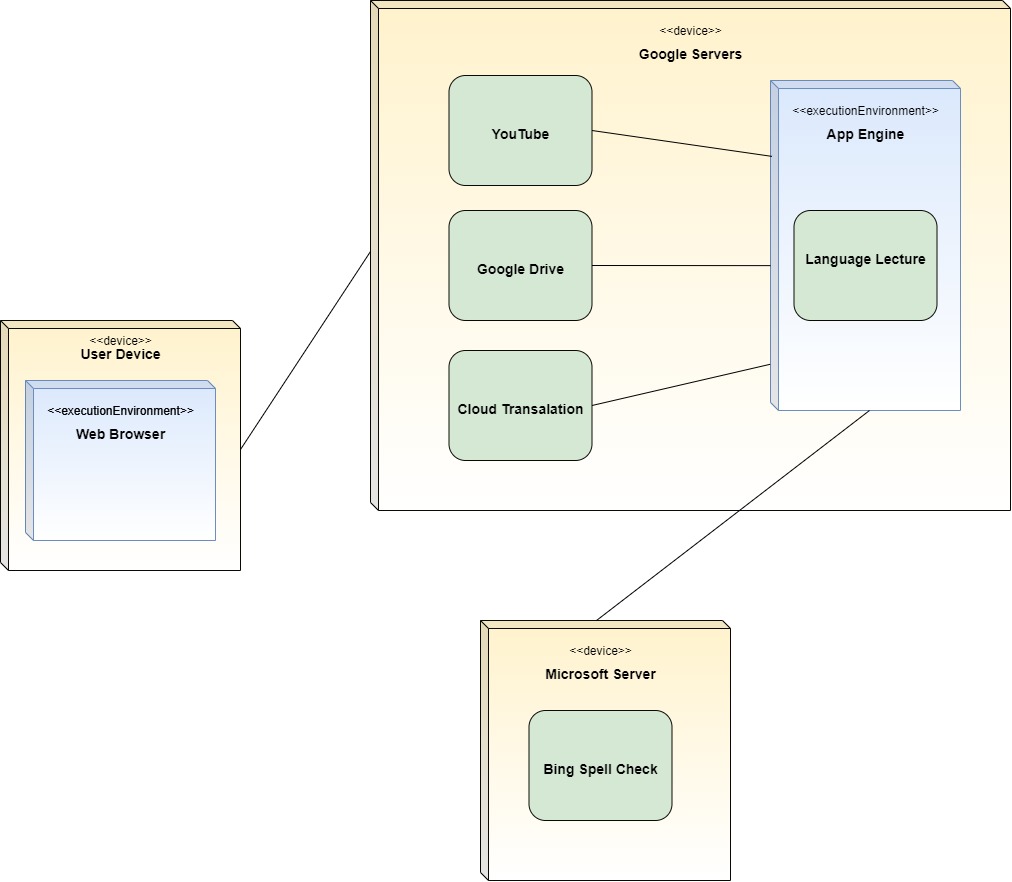 <<device>>
Google Servers
YouTube
<<executionEnvironment>>
App Engine
Google Drive
Language Lecture
Cloud Transalation
<<device>>
User Device
<<executionEnvironment>>
Web Browser
<<device>>
Microsoft Server
Bing Spell Check